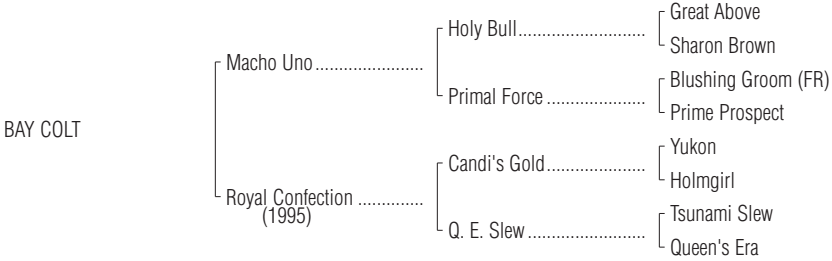 Great Above
Holy Bull..........................
Sharon Brown
Macho Uno.......................
Blushing Groom (FR)
Primal Force.....................
Prime Prospect
BAY COLT
Yukon
Candi's Gold.....................
Holmgirl
Royal Confection..............
(1995)
Tsunami Slew
Q. E. Slew.........................
Queen's Era